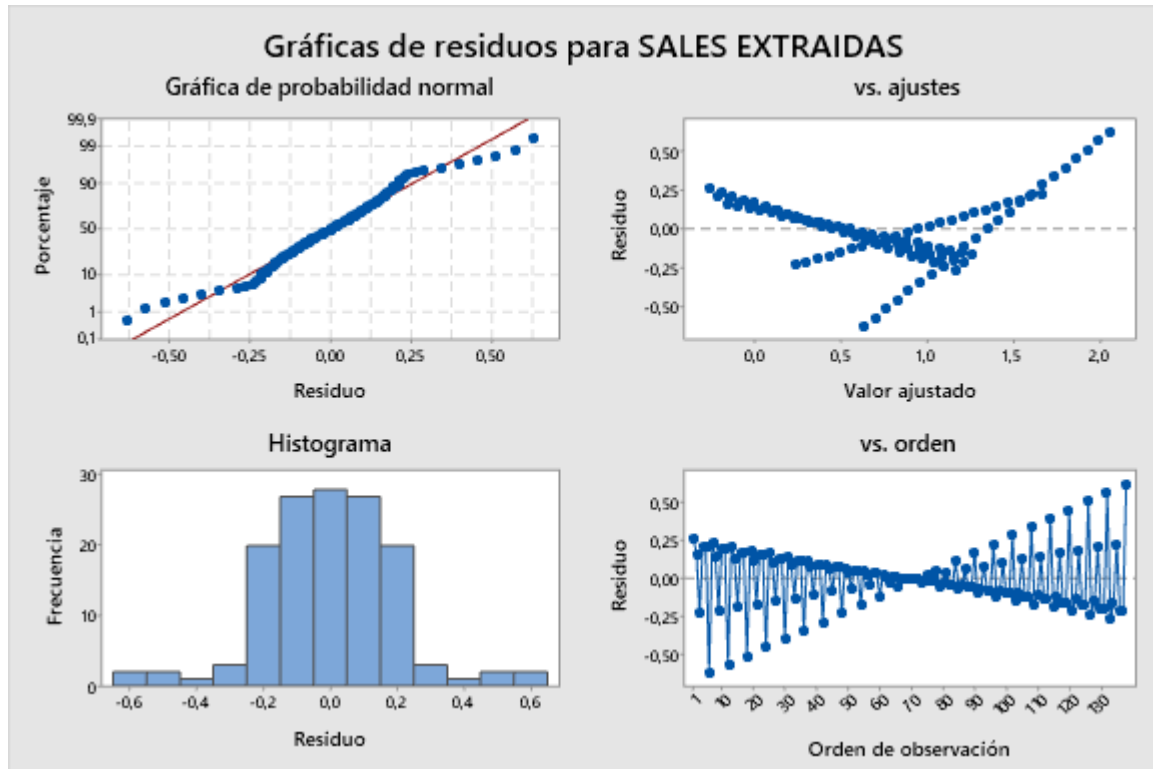 Gráficas de residuos para SALES EXTRAIDAS
Gráfica de probabilidad normal
99,9
99
90
50
10
1
0,1
Porcentaje
-0,50 -0,25 0,00 0,25 0,50
Residuo
vs. ajustes
0,50
0,25
0,00
-0,25
-0,50
Residuo
0,0 0,5 1,0 1,5 2,0
Valor ajustado
Histograma
30
20
10
0
Frecuencia
-0,6 -0,4 -0,2 0,0 0,2 0,4 0,6
Residuo
vs. orden
0,50
0,25
0,00
-0,25
-0,50
Residuo
1 10 20 30 40 50 60 70 80 90 100 110 120 130
Orden de observación